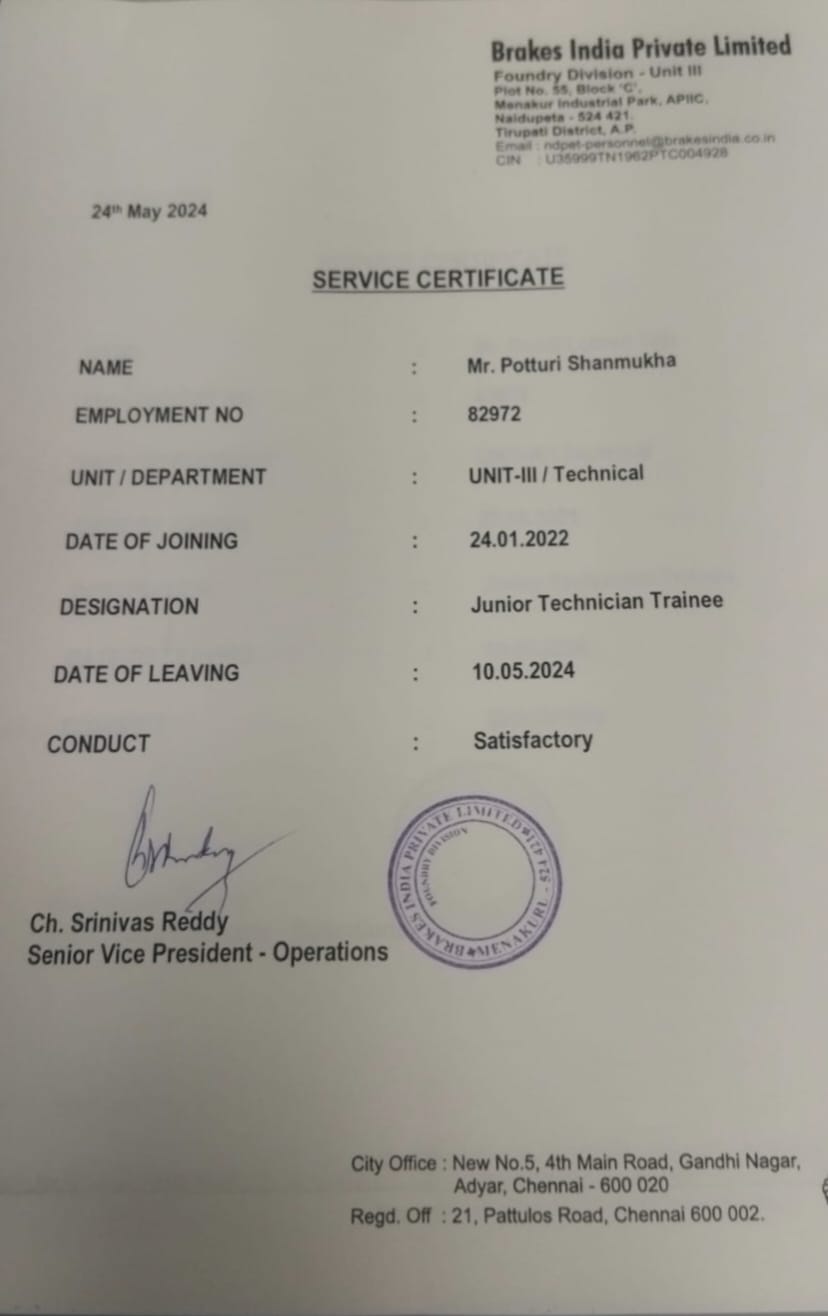 Brakes India Private Limited
Foundry Division - Unit III
Plot No. 55, Block 'C',
Menakur Industrial Park, APIIC,
Naidupeta - 524 421.
Tirupati District, A.P.
Email : ndpet-personnel@brakesindia.co.in
CIN : U35999TN1962PTC004928
24th May 2024
SERVICE CERTIFICATE
NAME : Mr. Potturi Shanmukha
EMPLOYMENT NO : 82972
UNIT / DEPARTMENT : UNIT-III / Technical
DATE OF JOINING : 24.01.2022
DESIGNATION : Junior Technician Trainee
DATE OF LEAVING : 10.05.2024
CONDUCT : Satisfactory
BRAKES INDIA PRIVATE LIMITED
FOUNDRY DIVISION
MENAKURU - 524 421
Ch. Srinivas Reddy
Senior Vice President - Operations
City Office : New No.5, 4th Main Road, Gandhi Nagar,
Adyar, Chennai - 600 020
Regd. Off : 21, Pattulos Road, Chennai 600 002.